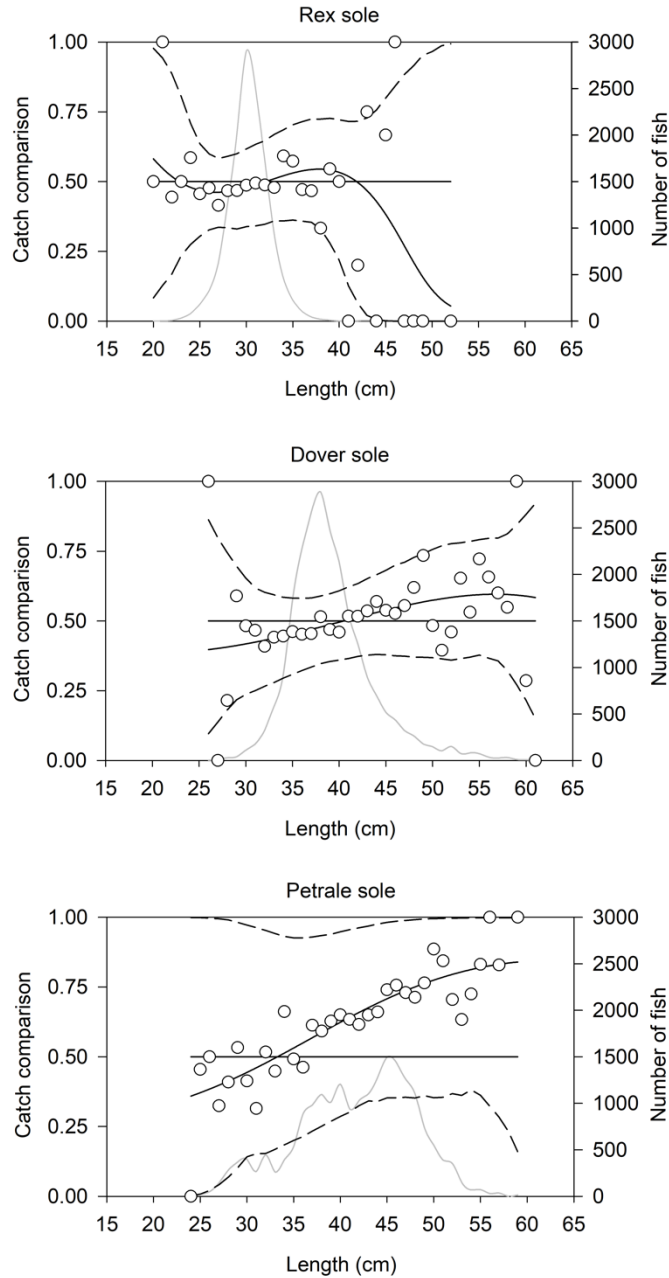 Rex sole
1.00 3000
2500
0.75
2000
0.50 1500
1000
0.25
500
0.00 0
Catch comparison
Number of fish
15 20 25 30 35 40 45 50 55 60 65
Length (cm)
Dover sole
1.00 3000
2500
0.75
2000
0.50 1500
1000
0.25
500
0.00 0
Catch comparison
Number of fish
15 20 25 30 35 40 45 50 55 60 65
Length (cm)
Petrale sole
1.00 3000
2500
0.75
2000
0.50 1500
1000
0.25
500
0.00 0
Catch comparison
Number of fish
15 20 25 30 35 40 45 50 55 60 65
Length (cm)